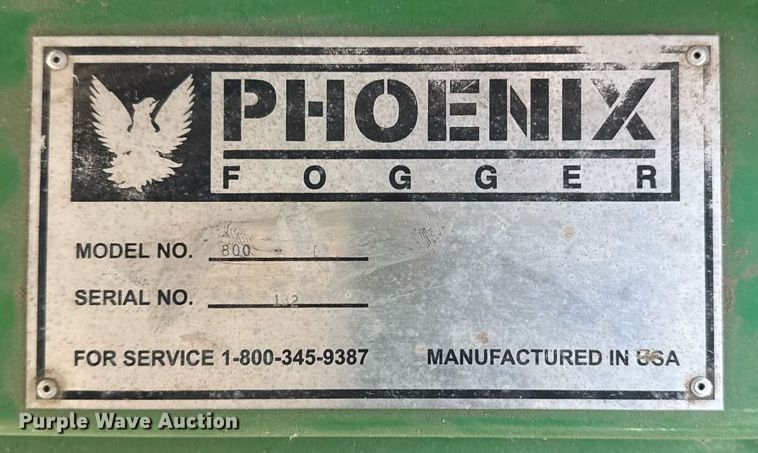 PHOENIX
FOGGER
MODEL NO. 800
SERIAL NO.
FOR SERVICE 1-800-345-9387 MANUFACTURED IN USA
Purple Wave Auction